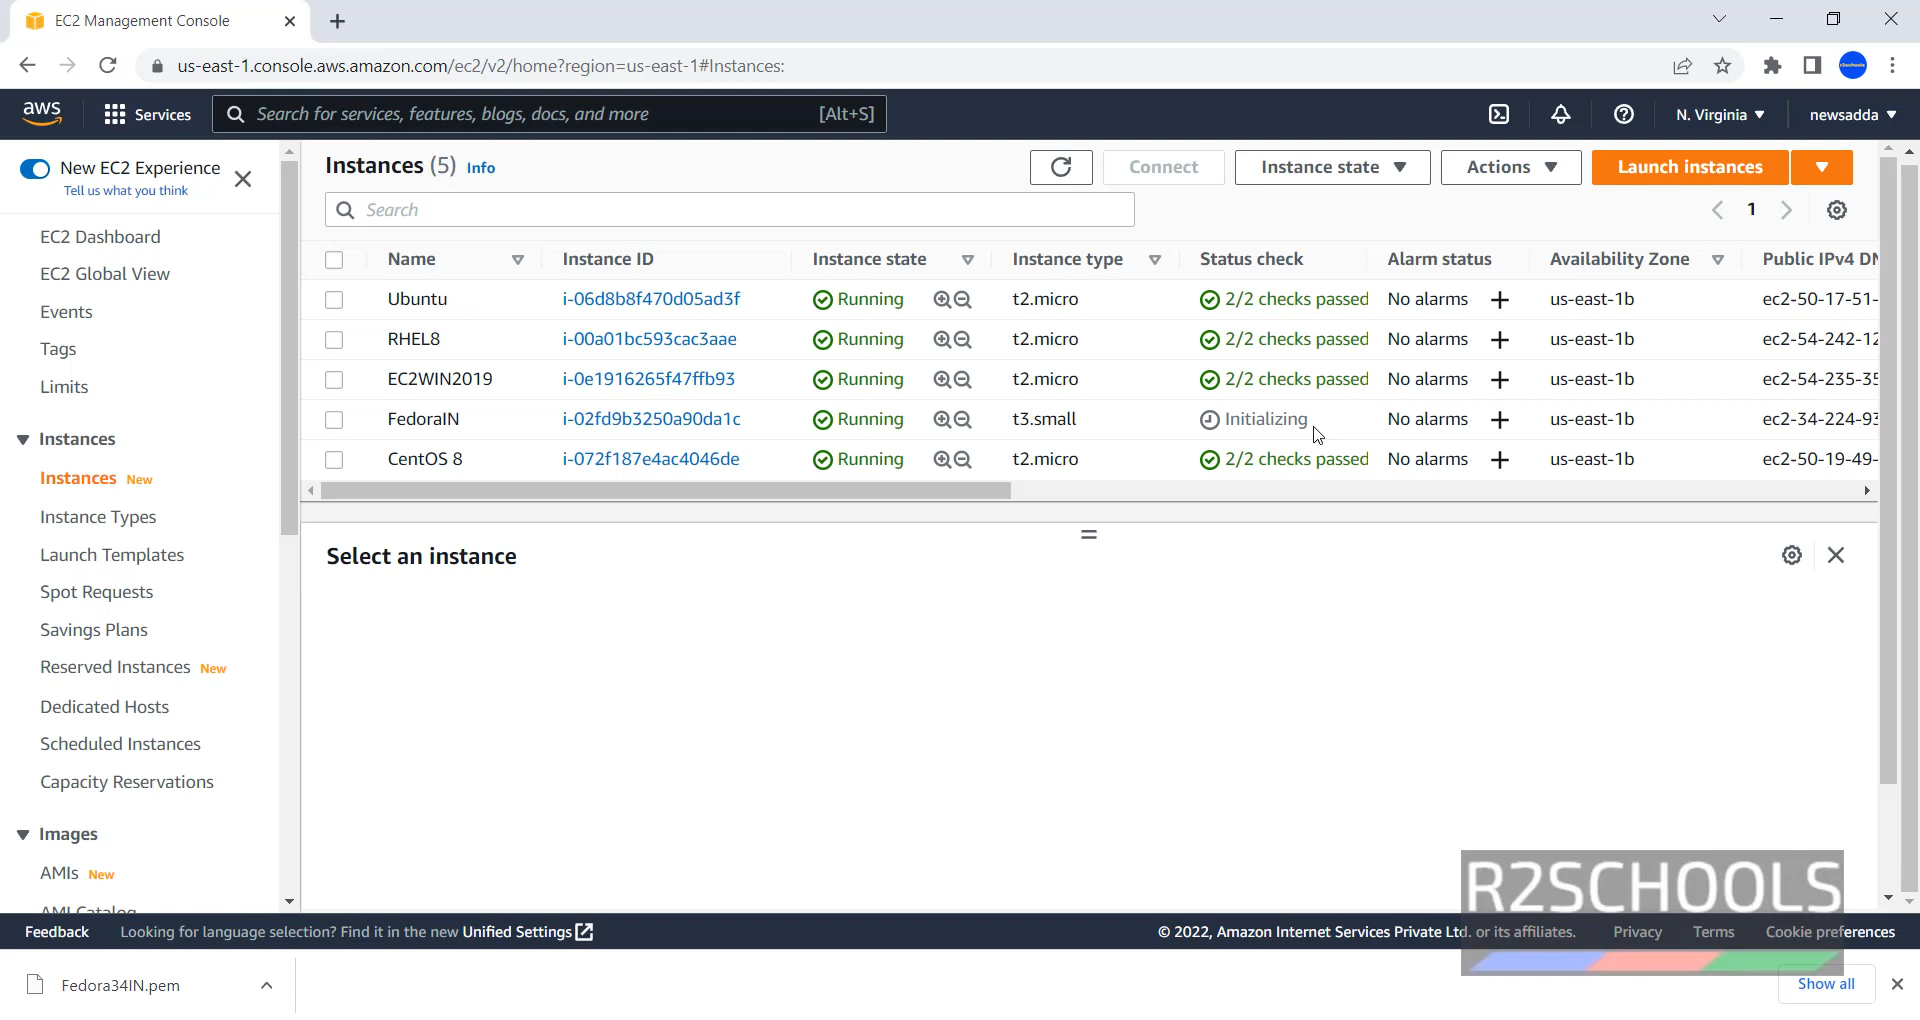 EC2 Management Console
us-east-1.console.aws.amazon.com/ec2/v2/home?region=us-east-1#Instances:
aws Services Search for services, features, blogs, docs, and more [Alt+S] N. Virginia newsadda
New EC2 Experience
Tell us what you think
EC2 Dashboard
EC2 Global View
Events
Tags
Limits
Instances
Instances New
Instance Types
Launch Templates
Spot Requests
Savings Plans
Reserved Instances New
Dedicated Hosts
Scheduled Instances
Capacity Reservations
Images
AMIs New
AMI Catalog
Instances (5) Info Connect Instance state Actions Launch instances
Search 1
Name Instance ID Instance state Instance type Status check Alarm status Availability Zone Public IPv4 DN
Ubuntu i-06d8b8f470d05ad3f Running t2.micro 2/2 checks passed No alarms + us-east-1b ec2-50-17-51-
RHEL8 i-00a01bc593cac3aae Running t2.micro 2/2 checks passed No alarms + us-east-1b ec2-54-242-12
EC2WIN2019 i-0e1916265f47ffb93 Running t2.micro 2/2 checks passed No alarms + us-east-1b ec2-54-235-35
FedoraIN i-02fd9b3250a90da1c Running t3.small Initializing No alarms + us-east-1b ec2-34-224-93
CentOS 8 i-072f187e4ac4046de Running t2.micro 2/2 checks passed No alarms + us-east-1b ec2-50-19-49-
Select an instance
R2SCHOOLS
Feedback Looking for language selection? Find it in the new Unified Settings © 2022, Amazon Internet Services Private Ltd. or its affiliates. Privacy Terms Cookie preferences
Fedora34IN.pem Show all